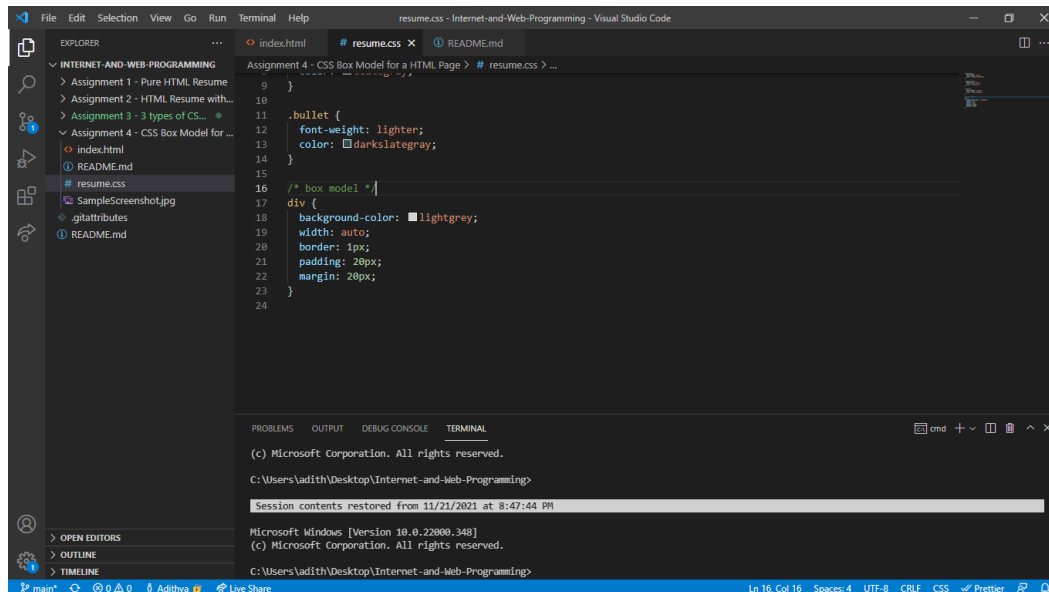 File Edit Selection View Go Run Terminal Help resume.css - Internet-and-Web-Programming - Visual Studio Code
EXPLORER
INTERNET-AND-WEB-PROGRAMMING
Assignment 1 - Pure HTML Resume
Assignment 2 - HTML Resume with...
Assignment 3 - 3 types of CS...
Assignment 4 - CSS Box Model for ...
index.html
README.md
# resume.css
SampleScreenshot.jpg
.gitattributes
README.md
OPEN EDITORS
OUTLINE
TIMELINE
1
1
index.html # resume.css README.md
Assignment 4 - CSS Box Model for a HTML Page > # resume.css > ...
9 }
10
11 .bullet {
12 font-weight: lighter;
13 color: darkslategray;
14 }
15
16 /* box model */
17 div {
18 background-color: lightgrey;
19 width: auto;
20 border: 1px;
21 padding: 20px;
22 margin: 20px;
23 }
24
PROBLEMS OUTPUT DEBUG CONSOLE TERMINAL cmd
(c) Microsoft Corporation. All rights reserved.
C:\Users\adith\Desktop\Internet-and-Web-Programming>
Session contents restored from 11/21/2021 at 8:47:44 PM
Microsoft Windows [Version 10.0.22000.348]
(c) Microsoft Corporation. All rights reserved.
C:\Users\adith\Desktop\Internet-and-Web-Programming>
main* 0 0 Adithya Live Share Ln 16, Col 16 Spaces: 4 UTF-8 CRLF CSS Prettier